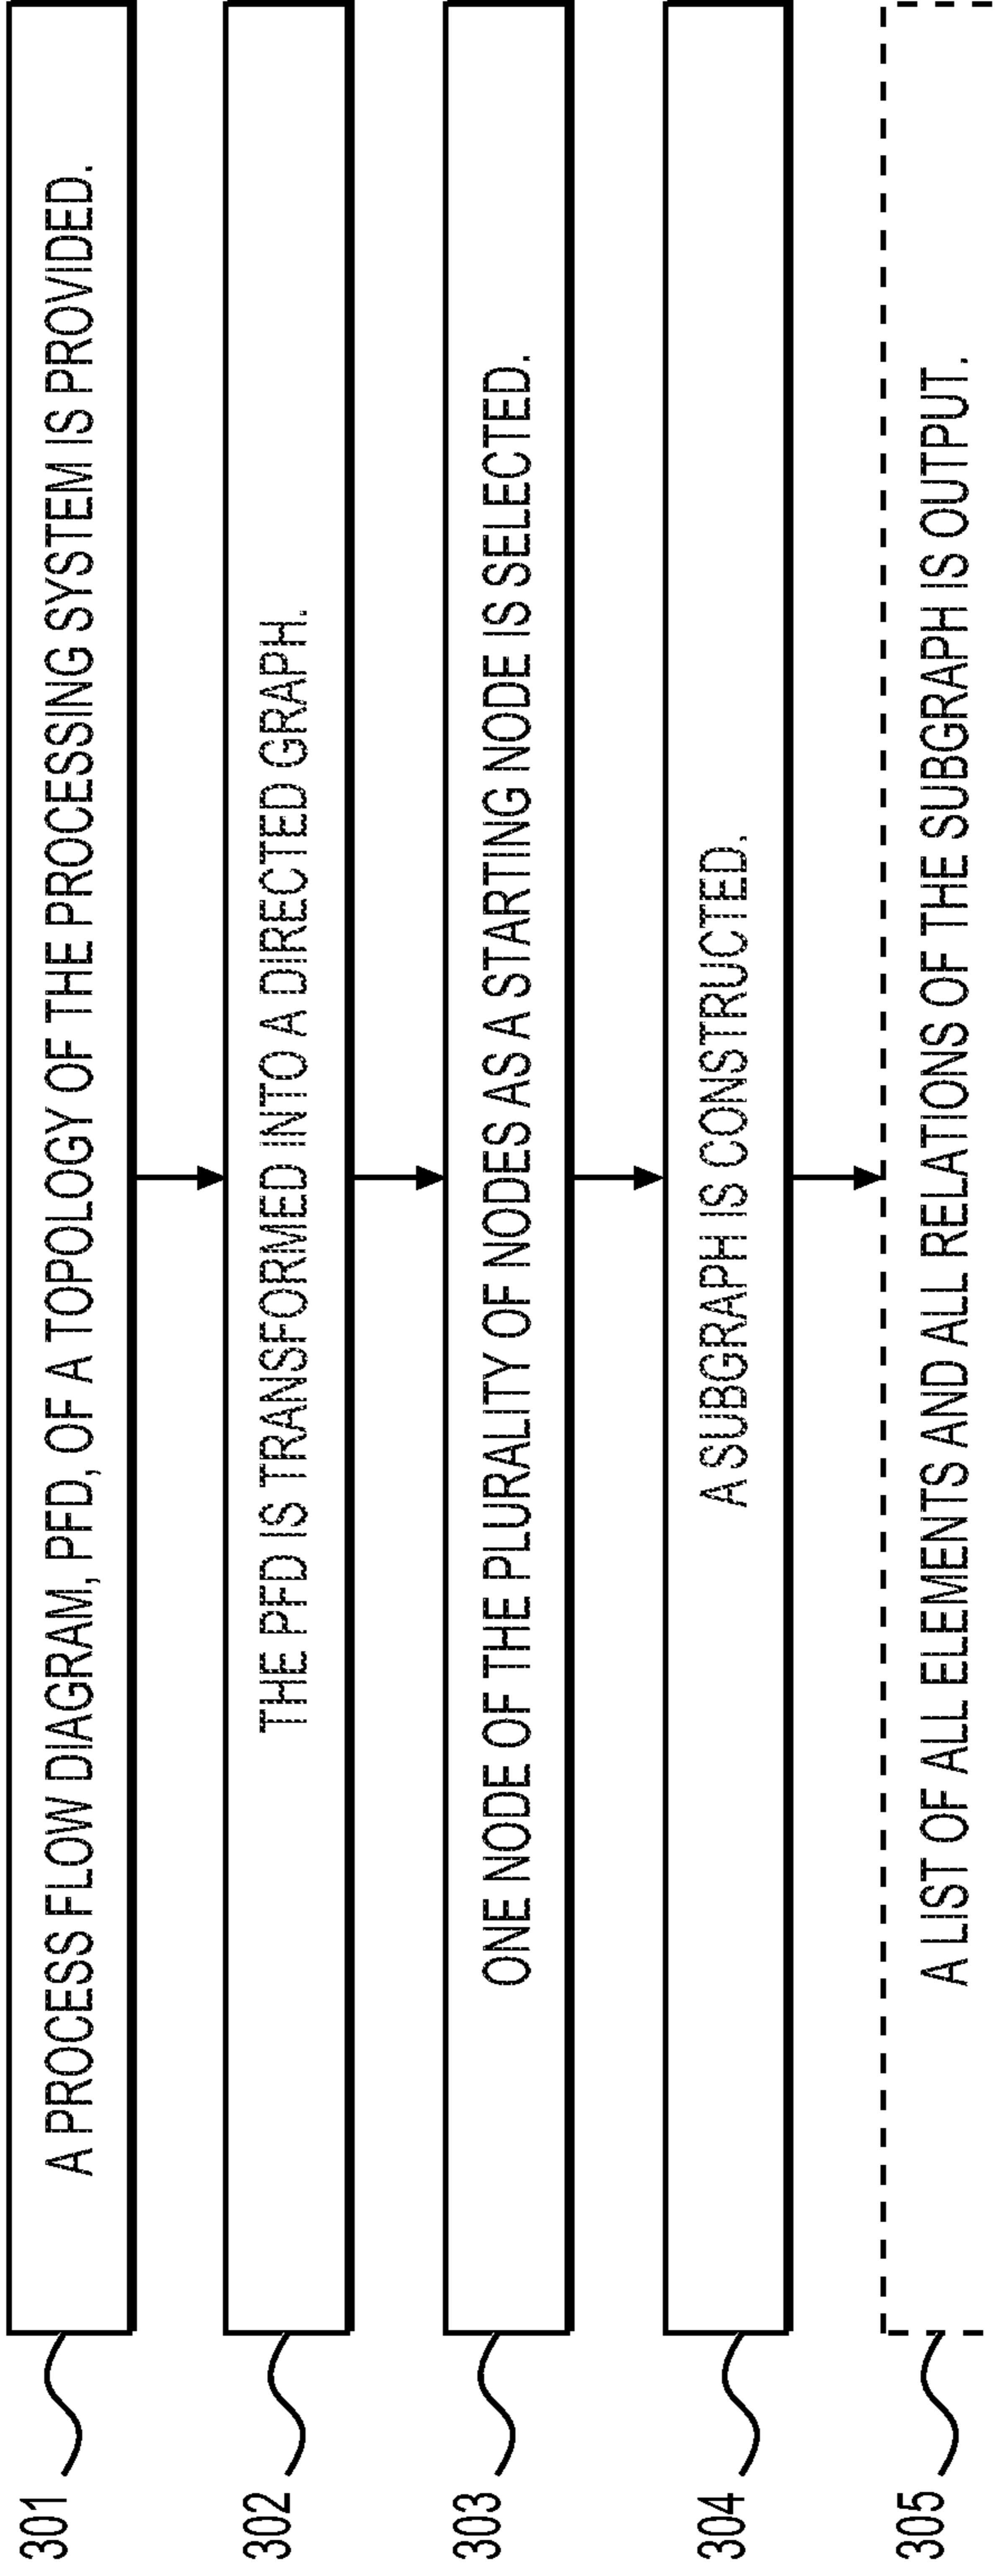 301
A PROCESS FLOW DIAGRAM, PFD, OF A TOPOLOGY OF THE PROCESSING SYSTEM IS PROVIDED.
302
THE PFD IS TRANSFORMED INTO A DIRECTED GRAPH.
303
ONE NODE OF THE PLURALITY OF NODES AS A STARTING NODE IS SELECTED.
304
A SUBGRAPH IS CONSTRUCTED.
305
A LIST OF ALL ELEMENTS AND ALL RELATIONS OF THE SUBGRAPH IS OUTPUT.